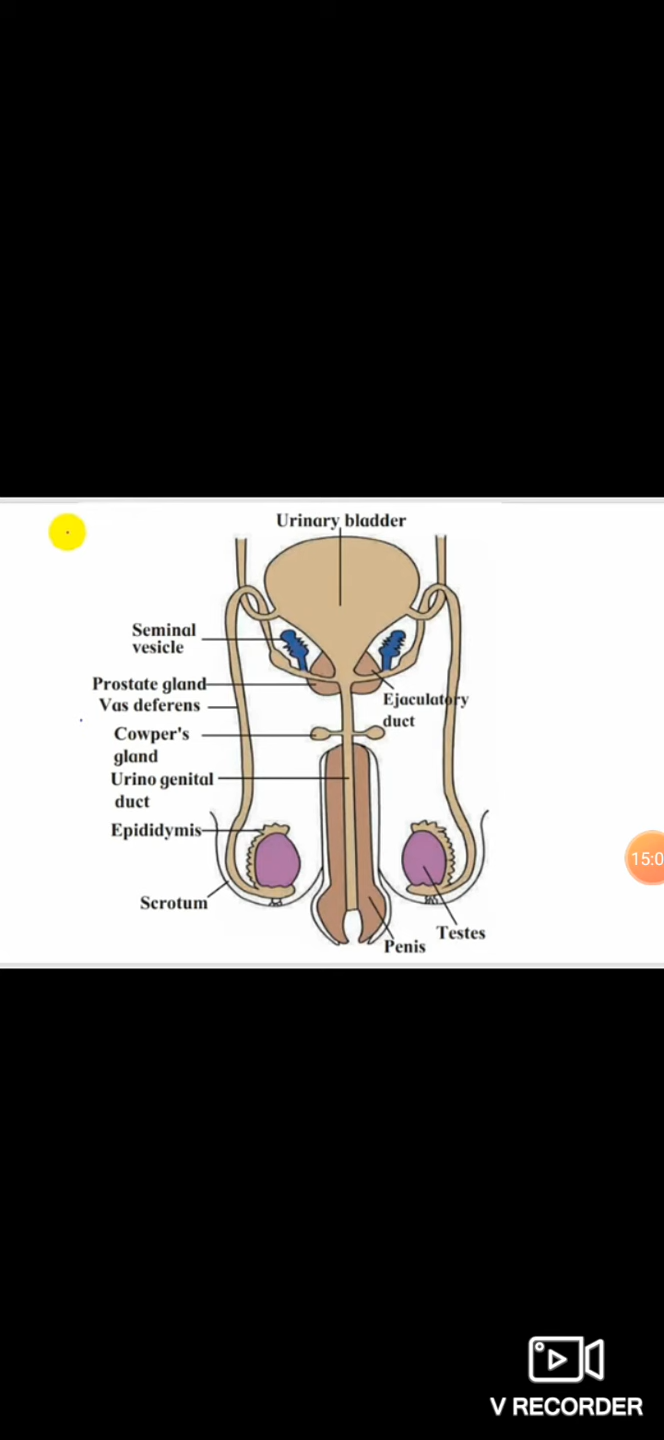 Urinary bladder
Seminal
vesicle
Prostate gland
Vas deferens
Ejaculatory
duct
Cowper's
gland
Urino genital
duct
Epididymis
15:0
Scrotum
Testes
Penis
V RECORDER